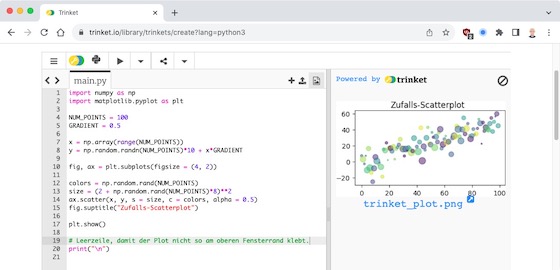 Trinket
trinket.io/library/trinkets/create?lang=python3
main.py
1 import numpy as np
2 import matplotlib.pyplot as plt
3
4 NUM_POINTS = 100
5 GRADIENT = 0.5
6
7 x = np.array(range(NUM_POINTS))
8 y = np.random.randn(NUM_POINTS)*10 + x*GRADIENT
9
10 fig, ax = plt.subplots(figsize = (4, 2))
11
12 colors = np.random.rand(NUM_POINTS)
13 size = (2 + np.random.rand(NUM_POINTS)*8)**2
14 ax.scatter(x, y, s = size, c = colors, alpha = 0.5)
15 fig.suptitle("Zufalls-Scatterplot")
16
17 plt.show()
18
19 # Leerzeile, damit der Plot nicht so am oberen Fensterrand klebt.
20 print("\n")
21
Powered by trinket
Zufalls-Scatterplot
60
40
20
0
−20
0 20 40 60 80 100
trinket_plot.png